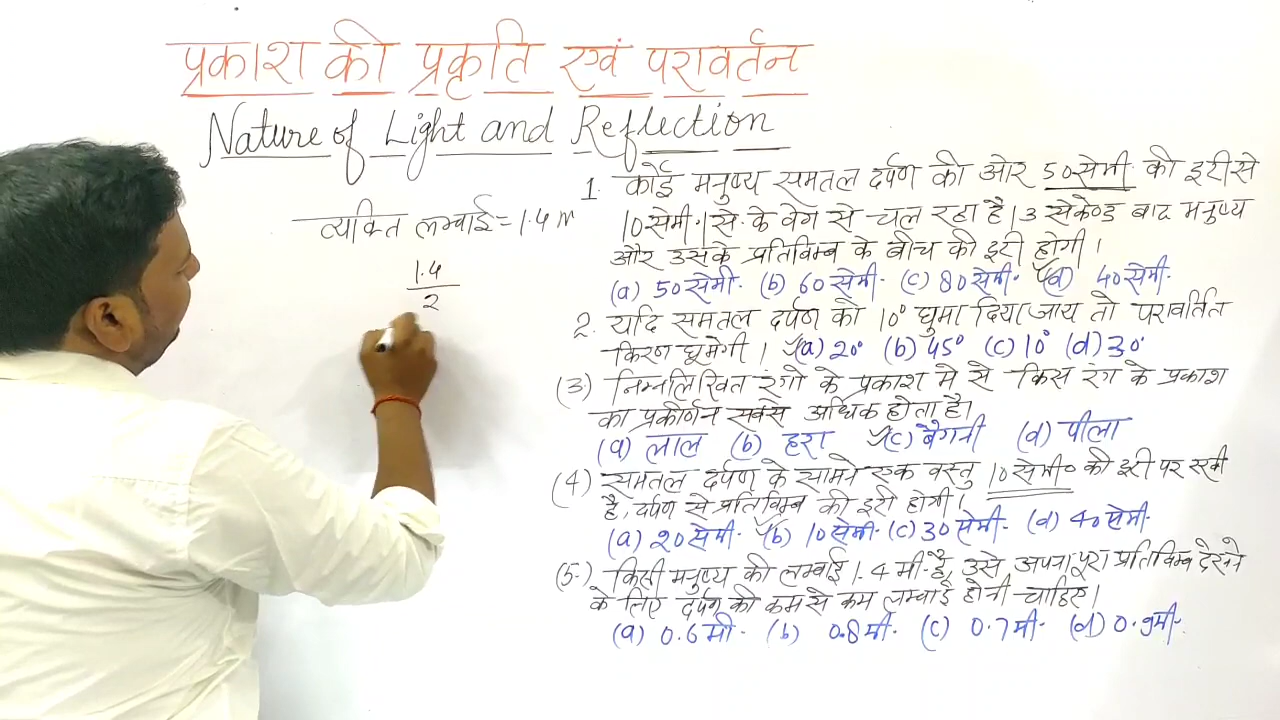 प्रकाश की प्रकृति एवं परावर्तन
Nature of Light and Reflection
व्यक्ति लम्बाई = 1.4 m
1.4
2
1. कोई मनुष्य समतल दर्पण की ओर 50 सेमी. की दूरी से
10 सेमी./से. के वेग से चल रहा है। 3 सेकेण्ड बाद मनुष्य
और उसके प्रतिबिम्ब के बीच की दूरी होगी।
(a) 50 सेमी. (b) 60 सेमी. (c) 80 सेमी. (d) 40 सेमी.
2. यदि समतल दर्पण को 10° घुमा दिया जाय तो परावर्तित
किरण घूमेगी। (a) 20° (b) 45° (c) 10° (d) 30°
(3) निम्नलिखित रंगो के प्रकाश मे से किस रंग के प्रकाश
का प्रकीर्णन सबसे अधिक होता है।
(a) लाल (b) हरा (c) बैगनी (d) पीला
(4) समतल दर्पण के सामने एक वस्तु 10 सेमी० की दूरी पर रखी
है, दर्पण से प्रतिबिम्ब की दूरी होगी।
(a) 20 सेमी. (b) 10 सेमी. (c) 30 सेमी. (d) 40 सेमी.
(5) किसी मनुष्य की लम्बाई 1.4 मी. है, उसे अपना पूरा प्रतिबिम्ब देखने
के लिए दर्पण की कम से कम लम्बाई होनी चाहिए।
(a) 0.6 मी. (b) 0.8 मी. (c) 0.7 मी. (d) 0.9 मी.